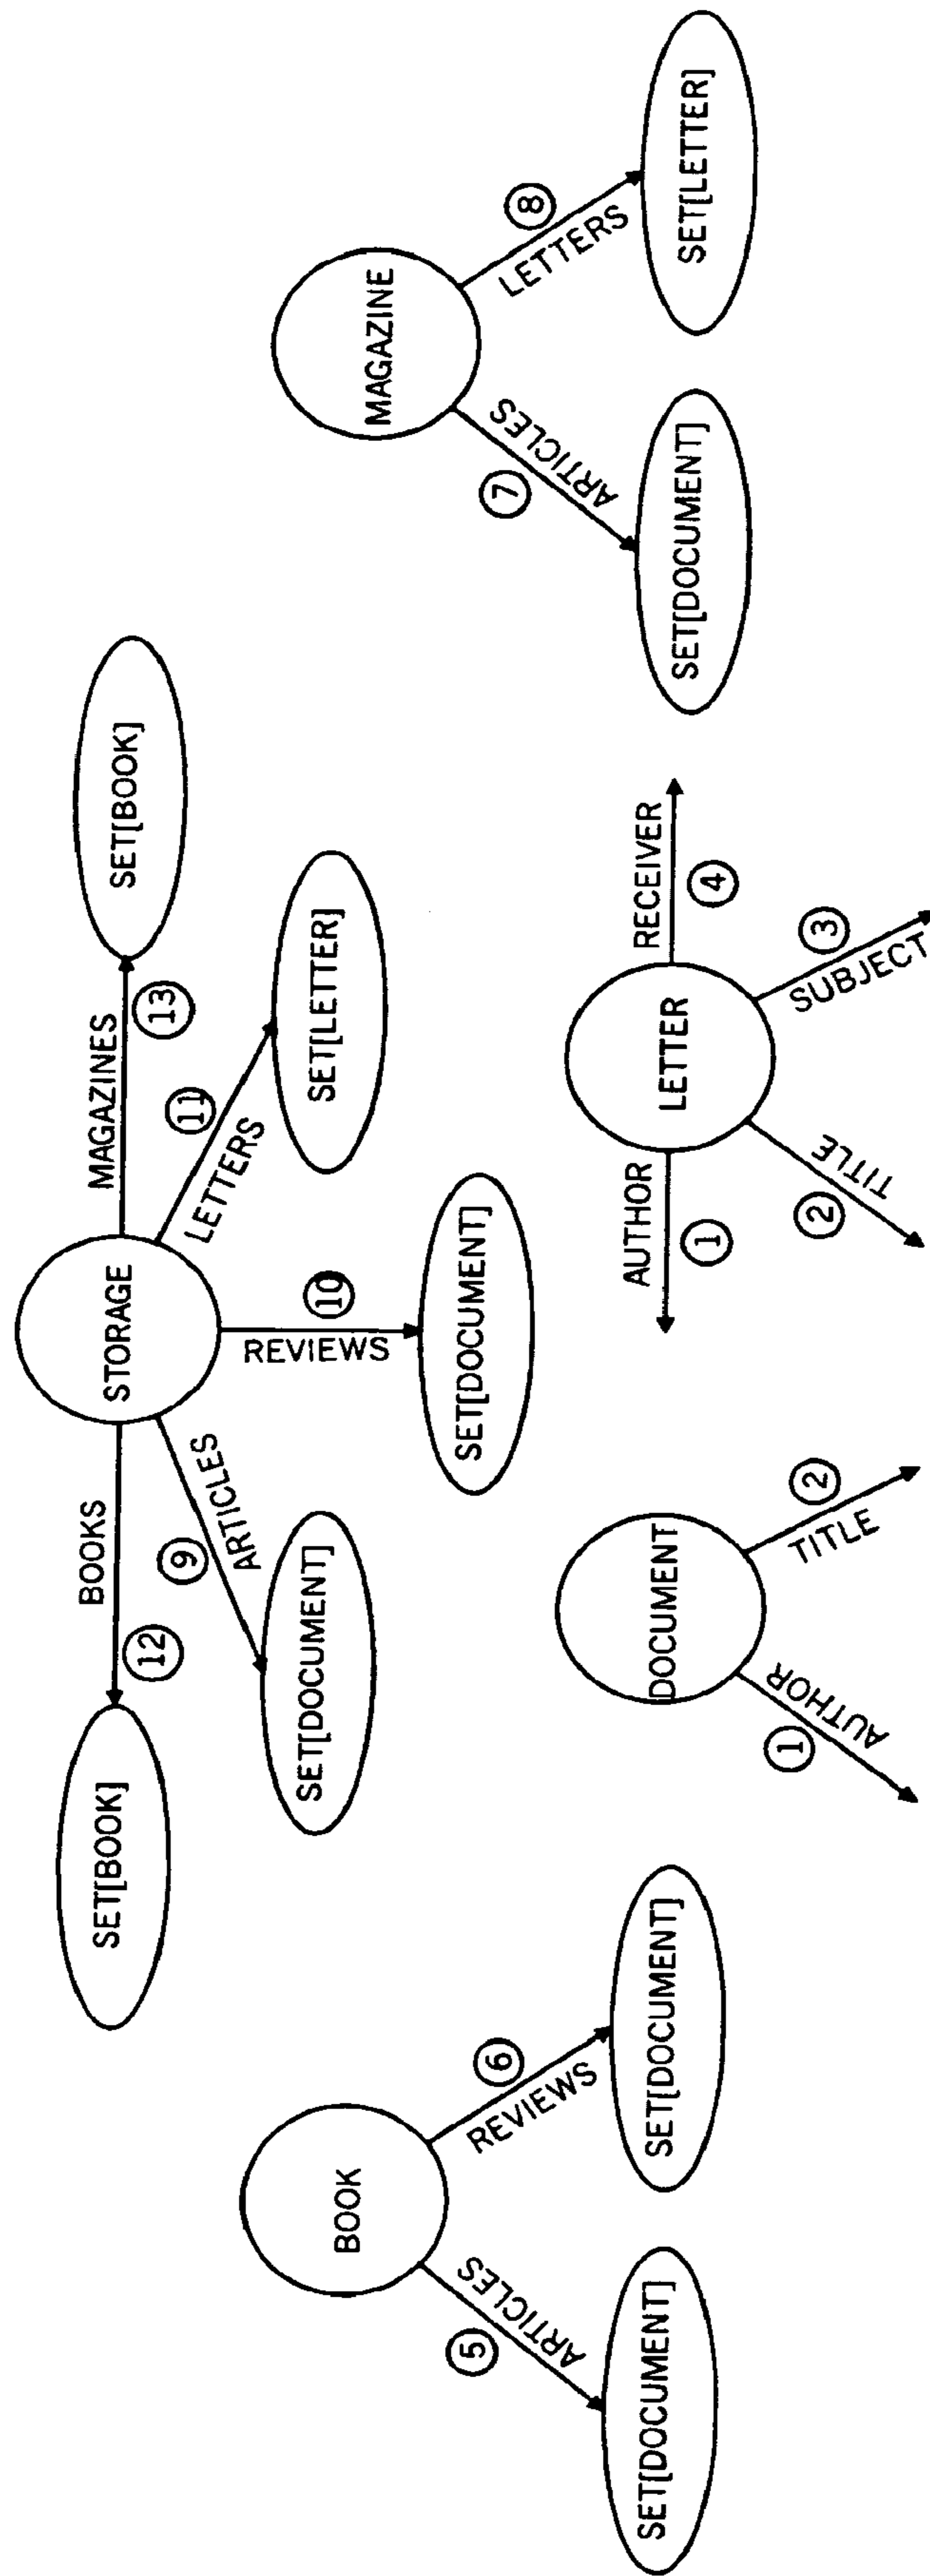 BOOKS
MAGAZINES
12
STORAGE
13
SET[BOOK]
SET[BOOK]
9
ARTICLES
LETTERS
11
SET[DOCUMENT]
REVIEWS
10
SET[LETTER]
SET[DOCUMENT]
BOOK
5
ARTICLES
REVIEWS
6
SET[DOCUMENT]
SET[DOCUMENT]
MAGAZINE
7
ARTICLES
LETTERS
8
SET[DOCUMENT]
SET[LETTER]
DOCUMENT
1
AUTHOR
TITLE
2
AUTHOR
1
LETTER
RECEIVER
4
2
TITLE
SUBJECT
3